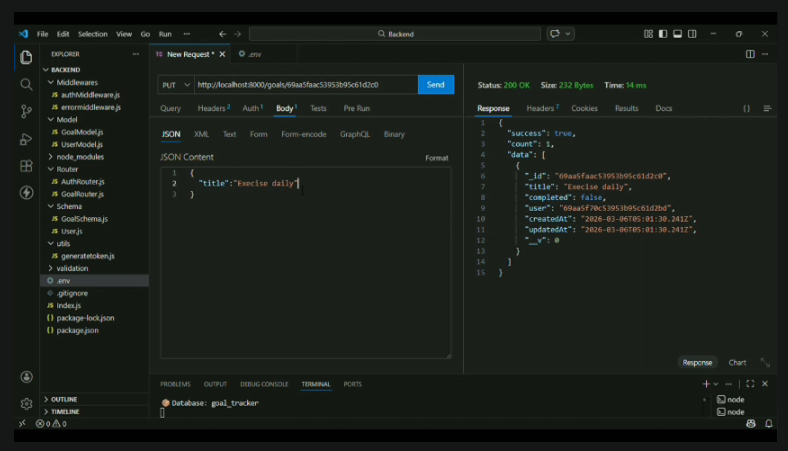 File Edit Selection View Go Run ··· Backend
EXPLORER ··· New Request * .env
BACKEND
Middlewares
authMiddleware.js
errormiddleware.js
Model
GoalModel.js
UserModel.js
node_modules
Router
AuthRouter.js
GoalRouter.js
Schema
GoalSchema.js
User.js
utils
generatetoken.js
validation
.env
.gitignore
Index.js
package-lock.json
package.json
OUTLINE
TIMELINE
0 0
PUT http://localhost:8000/goals/69aa5faac53953b95c61d2c0 Send
Query Headers 2 Auth 1 Body 1 Tests Pre Run
JSON XML Text Form Form-encode GraphQL Binary
JSON Content Format
1 {
2 "title":"Execise daily"
3 }
Status: 200 OK Size: 232 Bytes Time: 14 ms
Response Headers 7 Cookies Results Docs { }
1 {
2 "success": true,
3 "count": 1,
4 "data": [
5 {
6 "_id": "69aa5faac53953b95c61d2c0",
7 "title": "Execise daily",
8 "completed": false,
9 "user": "69aa5f70c53953b95c61d2bd",
10 "createdAt": "2026-03-06T05:01:30.241Z",
11 "updatedAt": "2026-03-06T05:01:30.241Z",
12 "__v": 0
13 }
14 ]
15 }
Response Chart
PROBLEMS OUTPUT DEBUG CONSOLE TERMINAL PORTS
Database: goal_tracker
node
node